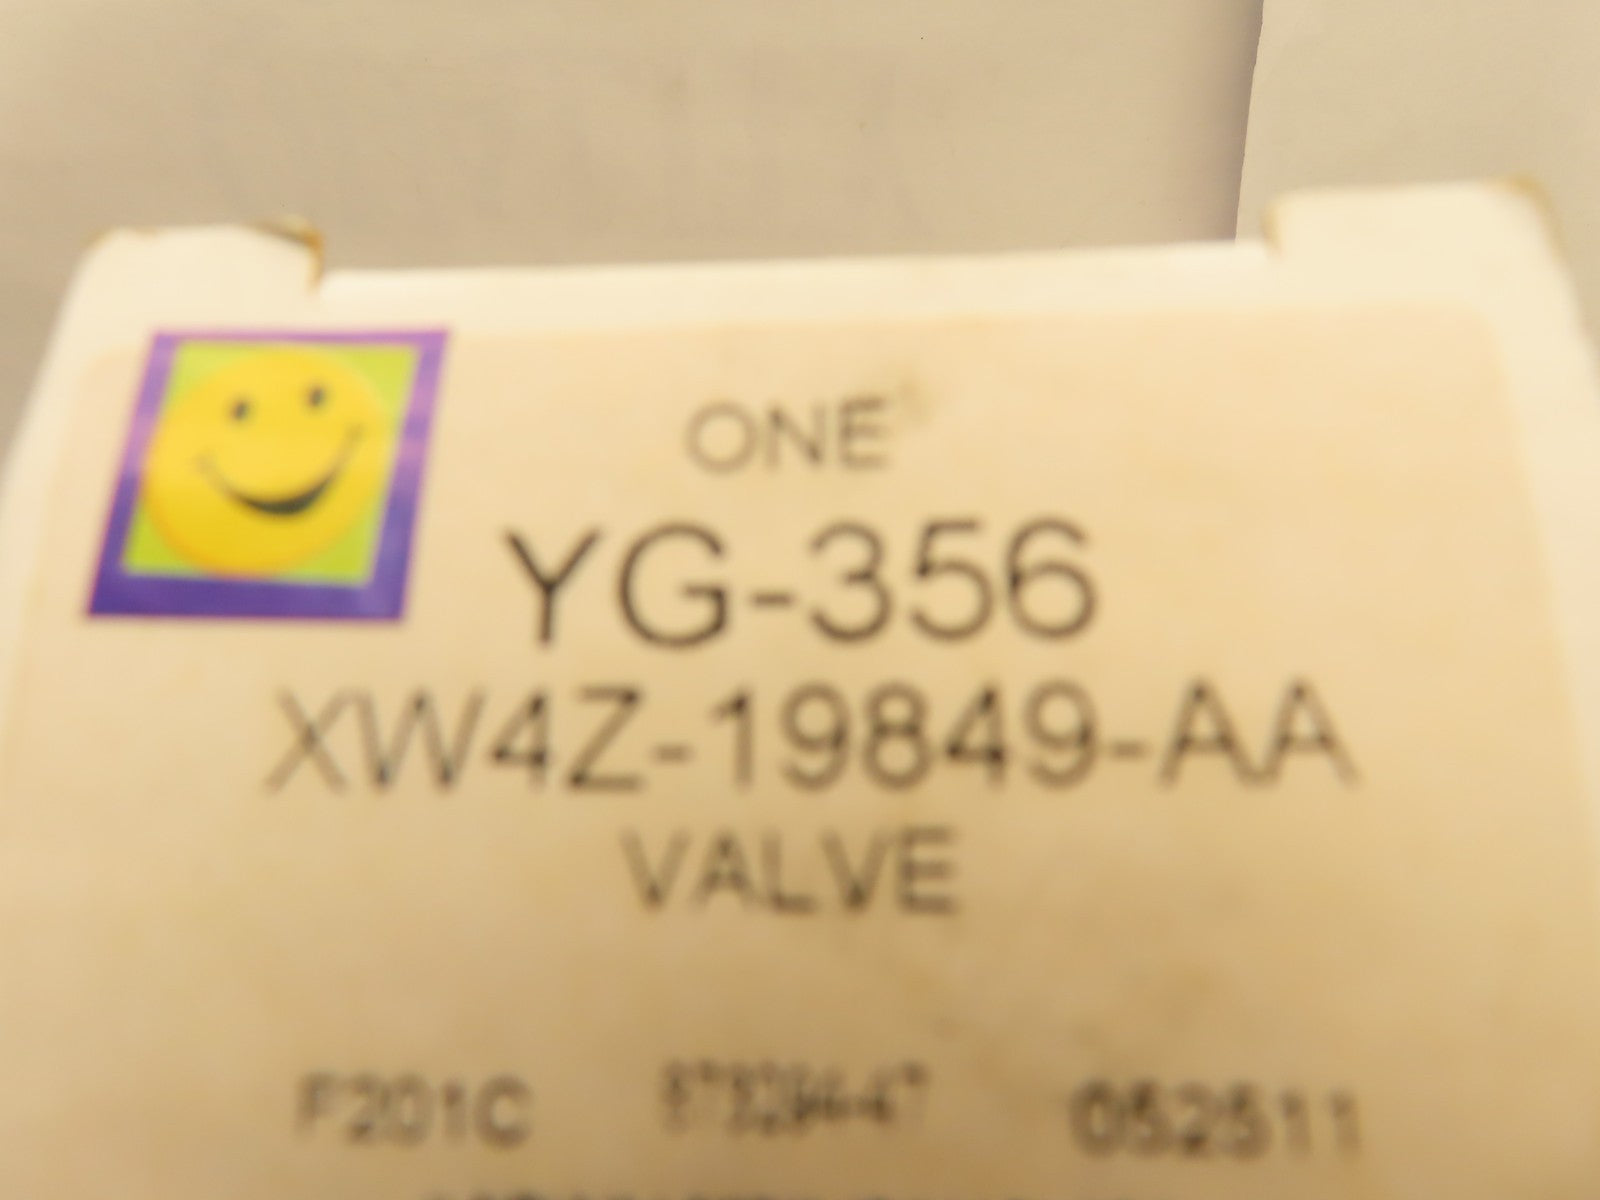 ONE
YG-356
XW4Z-19849-AA
VALVE
F201C 052511